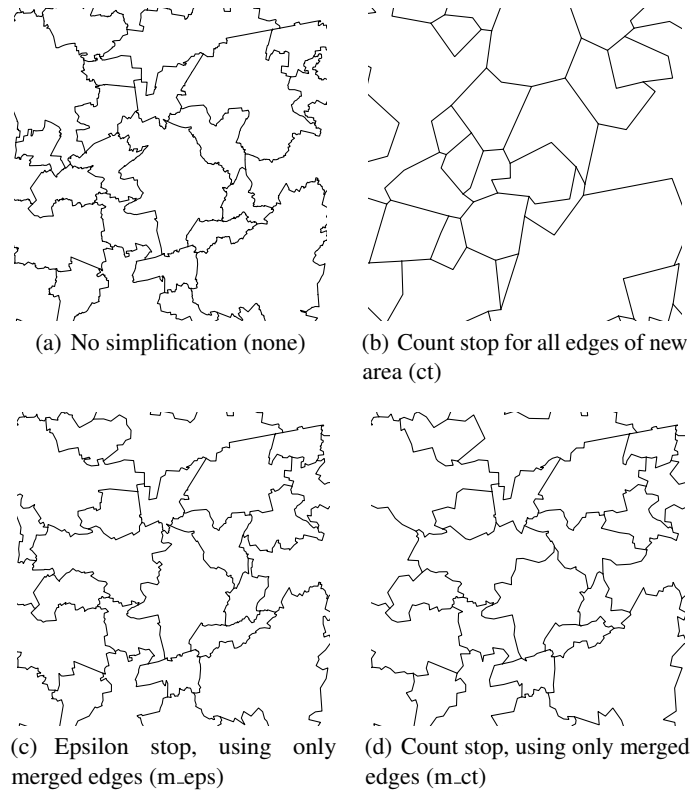 (a) No simplification (none)
(b) Count stop for all edges of new
area (ct)
(c) Epsilon stop, using only
merged edges (m_eps)
(d) Count stop, using only merged
edges (m_ct)